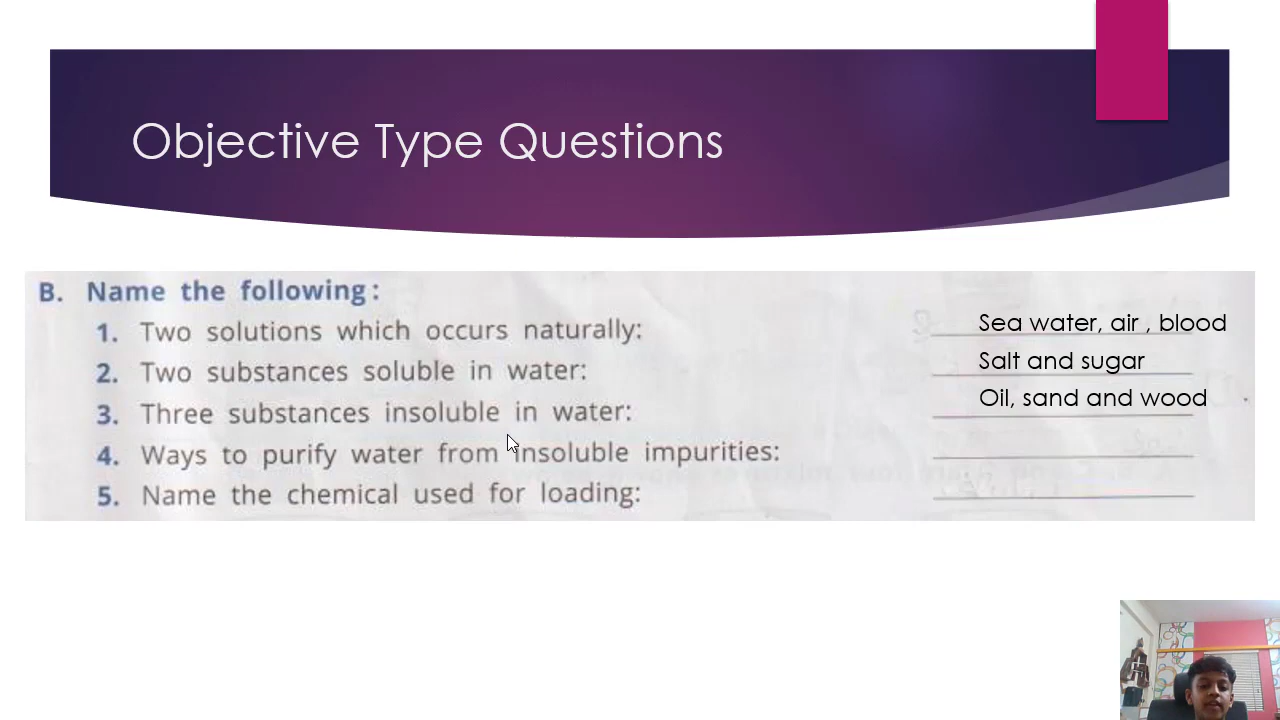 Objective Type Questions
B. Name the following:
1. Two solutions which occurs naturally: Sea water, air , blood
2. Two substances soluble in water: Salt and sugar
3. Three substances insoluble in water: Oil, sand and wood
4. Ways to purify water from insoluble impurities:
5. Name the chemical used for loading: